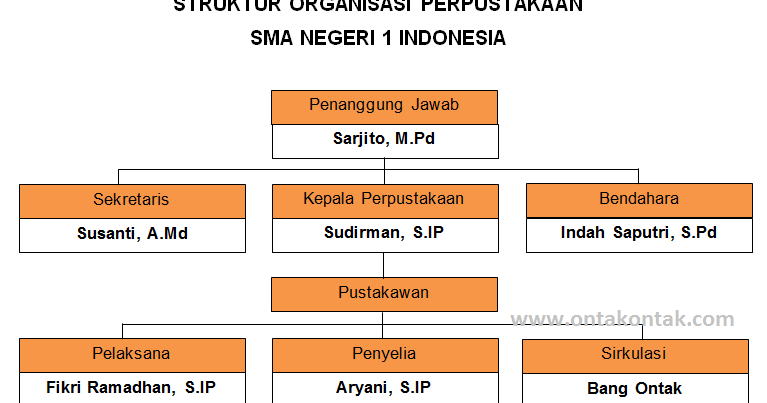 STRUKTUR ORGANISASI PERPUSTAKAAN
SMA NEGERI 1 INDONESIA
Penanggung Jawab
Sarjito, M.Pd
Sekretaris
Susanti, A.Md
Kepala Perpustakaan
Sudirman, S.IP
Bendahara
Indah Saputri, S.Pd
Pustakawan
www.ontakontak.com
Pelaksana
Fikri Ramadhan, S.IP
Penyelia
Aryani, S.IP
Sirkulasi
Bang Ontak